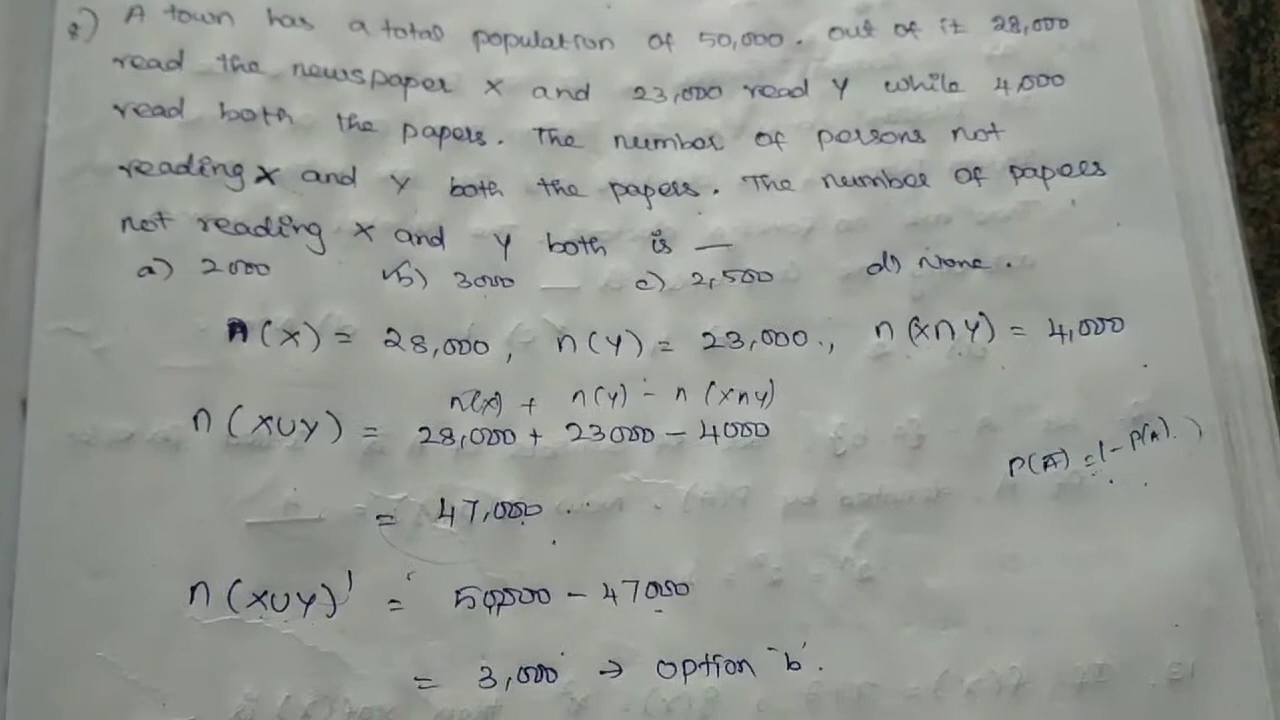 8) A town has a total population of 50,000. out of it 28,000
read the newspaper X and 23,000 read Y while 4,000
read both the papers. The number of persons not
reading X and Y both the papers. The number of papers
not reading X and Y both is —
a) 2000 b) 3000 c) 2,500 d) None.
n(X) = 28,000, n(Y) = 23,000., n(X∩Y) = 4,000
n(x) + n(y) - n(x∩y)
n(XUY) = 28,000 + 23000 - 4000
P(Ā) = 1 - P(A).
= 47,000
n(XUY)' = 50,000 - 47000
= 3,000 → option 'b'.